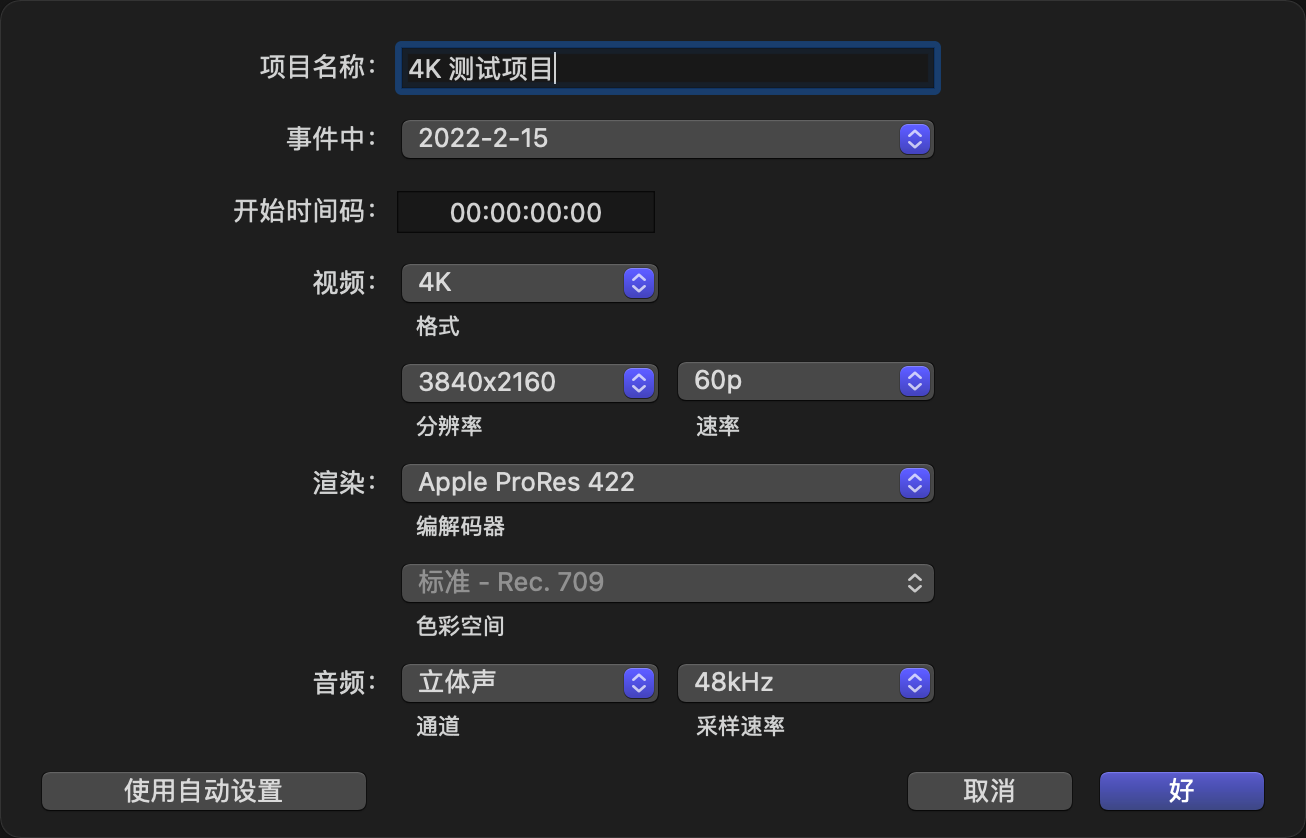 项目名称： 4K 测试项目
事件中： 2022-2-15
开始时间码： 00:00:00:00
视频： 4K
格式
3840x2160 60p
分辨率 速率
渲染： Apple ProRes 422
编解码器
标准 - Rec. 709
色彩空间
音频： 立体声 48kHz
通道 采样速率
使用自动设置 取消 好